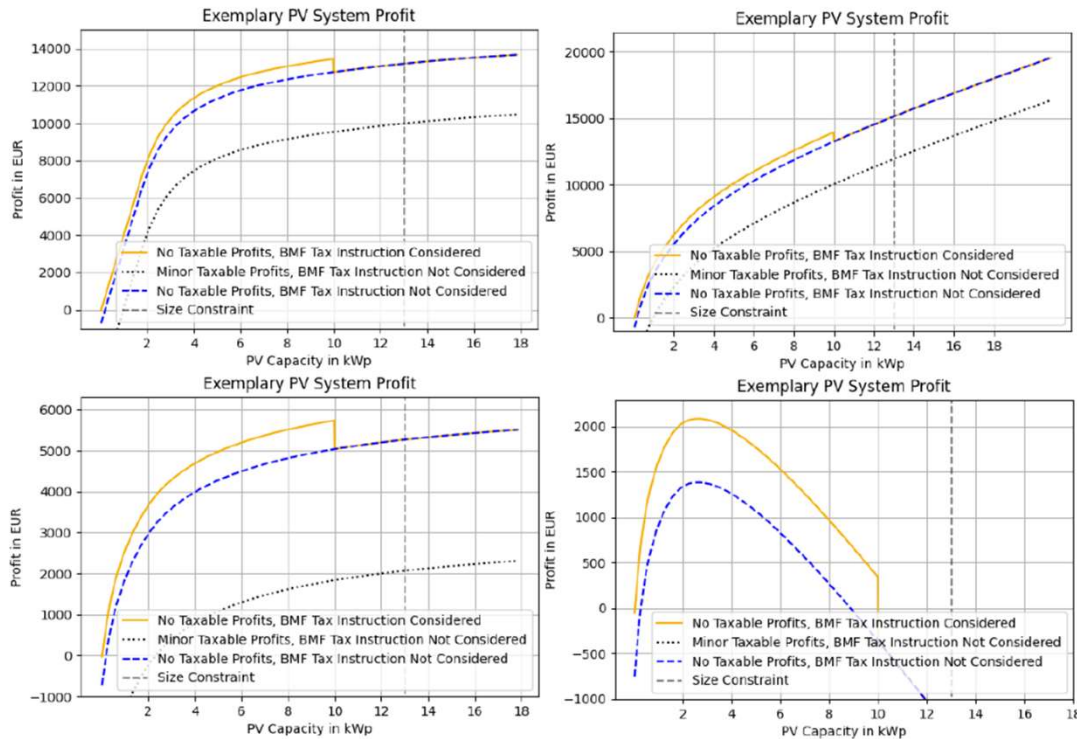 Exemplary PV System Profit
Profit in EUR
14000
12000
10000
8000
6000
4000
2000
0
No Taxable Profits, BMF Tax Instruction Considered
Minor Taxable Profits, BMF Tax Instruction Not Considered
No Taxable Profits, BMF Tax Instruction Not Considered
Size Constraint
2 4 6 8 10 12 14 16 18
PV Capacity in kWp
Exemplary PV System Profit
Profit in EUR
20000
15000
10000
5000
0
No Taxable Profits, BMF Tax Instruction Considered
Minor Taxable Profits, BMF Tax Instruction Not Considered
No Taxable Profits, BMF Tax Instruction Not Considered
Size Constraint
2 4 6 8 10 12 14 16 18
PV Capacity in kWp
Exemplary PV System Profit
Profit in EUR
6000
5000
4000
3000
2000
1000
0
−1000
No Taxable Profits, BMF Tax Instruction Considered
Minor Taxable Profits, BMF Tax Instruction Not Considered
No Taxable Profits, BMF Tax Instruction Not Considered
Size Constraint
2 4 6 8 10 12 14 16 18
PV Capacity in kWp
Exemplary PV System Profit
Profit in EUR
2000
1500
1000
500
0
−500
−1000
No Taxable Profits, BMF Tax Instruction Considered
Minor Taxable Profits, BMF Tax Instruction Not Considered
No Taxable Profits, BMF Tax Instruction Not Considered
Size Constraint
2 4 6 8 10 12 14 16 18
PV Capacity in kWp